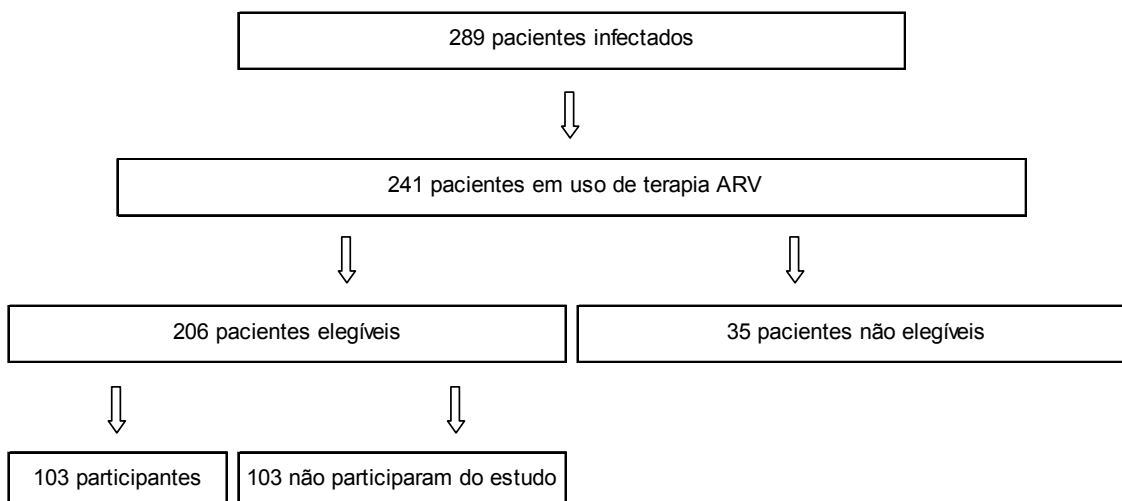 289 pacientes infectados
241 pacientes em uso de terapia ARV
206 pacientes elegíveis
35 pacientes não elegíveis
103 participantes
103 não participaram do estudo